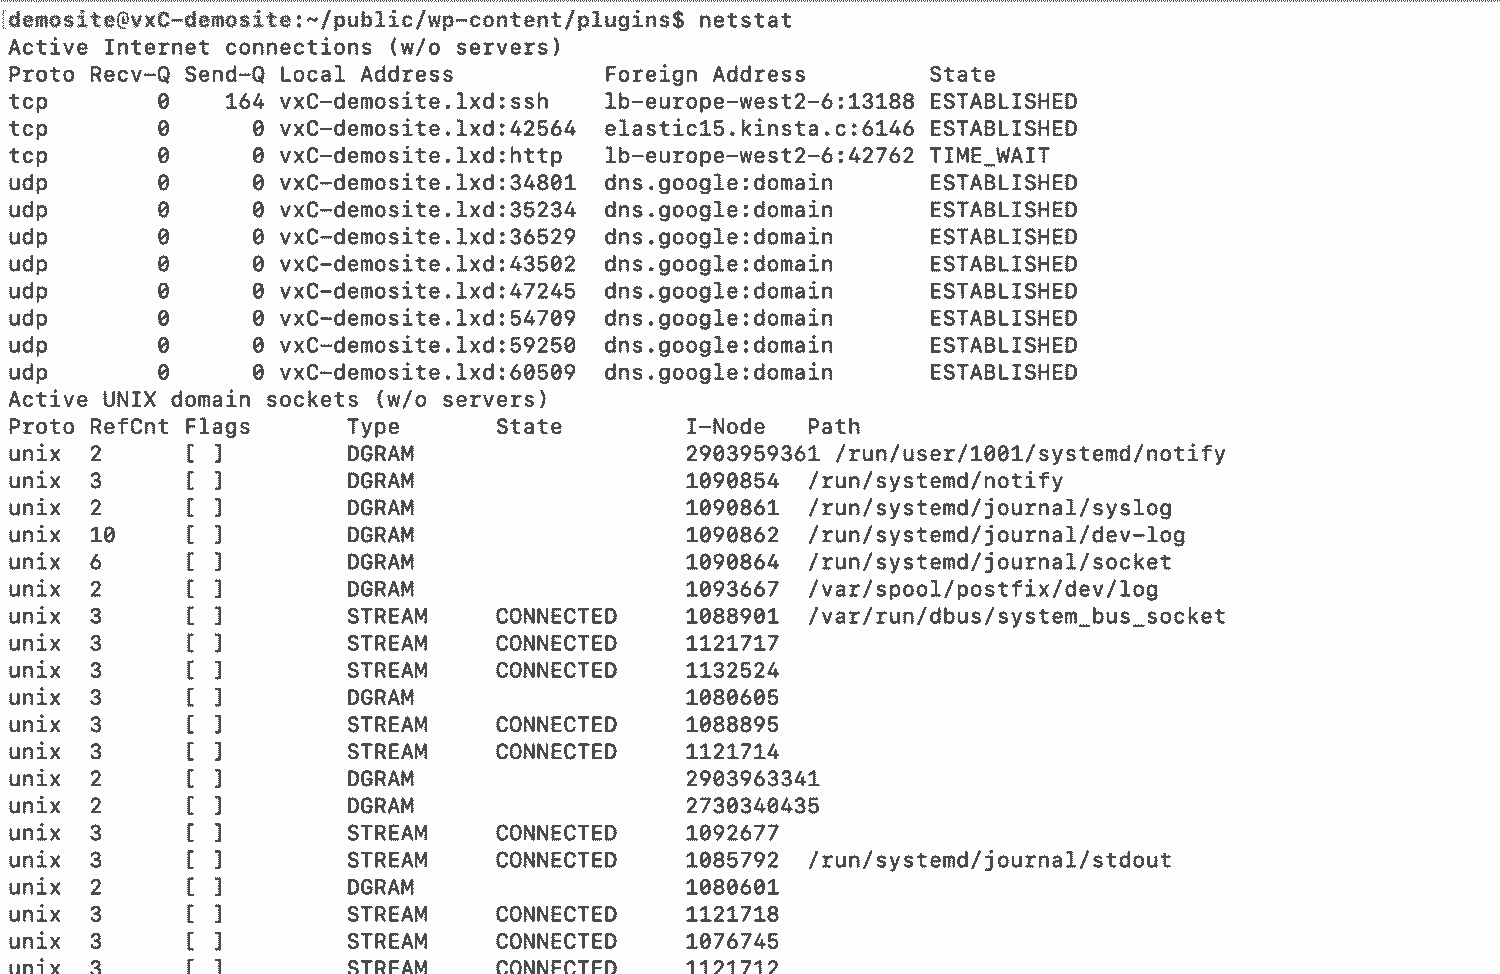 demosite@vxC-demosite:~/public/wp-content/plugins$ netstat
Active Internet connections (w/o servers)
Proto Recv-Q Send-Q Local Address           Foreign Address         State
tcp        0    164 vxC-demosite.lxd:ssh    lb-europe-west2-6:13188 ESTABLISHED
tcp        0      0 vxC-demosite.lxd:42564  elastic15.kinsta.c:6146 ESTABLISHED
tcp        0      0 vxC-demosite.lxd:http   lb-europe-west2-6:42762 TIME_WAIT
udp        0      0 vxC-demosite.lxd:34801  dns.google:domain       ESTABLISHED
udp        0      0 vxC-demosite.lxd:35234  dns.google:domain       ESTABLISHED
udp        0      0 vxC-demosite.lxd:36529  dns.google:domain       ESTABLISHED
udp        0      0 vxC-demosite.lxd:43502  dns.google:domain       ESTABLISHED
udp        0      0 vxC-demosite.lxd:47245  dns.google:domain       ESTABLISHED
udp        0      0 vxC-demosite.lxd:54709  dns.google:domain       ESTABLISHED
udp        0      0 vxC-demosite.lxd:59250  dns.google:domain       ESTABLISHED
udp        0      0 vxC-demosite.lxd:60509  dns.google:domain       ESTABLISHED
Active UNIX domain sockets (w/o servers)
Proto RefCnt Flags       Type       State         I-Node   Path
unix  2      [ ]         DGRAM                    2903959361 /run/user/1001/systemd/notify
unix  3      [ ]         DGRAM                    1090854  /run/systemd/notify
unix  2      [ ]         DGRAM                    1090861  /run/systemd/journal/syslog
unix  10     [ ]         DGRAM                    1090862  /run/systemd/journal/dev-log
unix  6      [ ]         DGRAM                    1090864  /run/systemd/journal/socket
unix  2      [ ]         DGRAM                    1093667  /var/spool/postfix/dev/log
unix  3      [ ]         STREAM     CONNECTED     1088901  /var/run/dbus/system_bus_socket
unix  3      [ ]         STREAM     CONNECTED     1121717
unix  3      [ ]         STREAM     CONNECTED     1132524
unix  3      [ ]         DGRAM                    1080605
unix  3      [ ]         STREAM     CONNECTED     1088895
unix  3      [ ]         STREAM     CONNECTED     1121714
unix  2      [ ]         DGRAM                    2903963341
unix  2      [ ]         DGRAM                    2730340435
unix  3      [ ]         STREAM     CONNECTED     1092677
unix  3      [ ]         STREAM     CONNECTED     1085792  /run/systemd/journal/stdout
unix  2      [ ]         DGRAM                    1080601
unix  3      [ ]         STREAM     CONNECTED     1121718
unix  3      [ ]         STREAM     CONNECTED     1076745
unix  3      [ ]         STREAM     CONNECTED     1121712